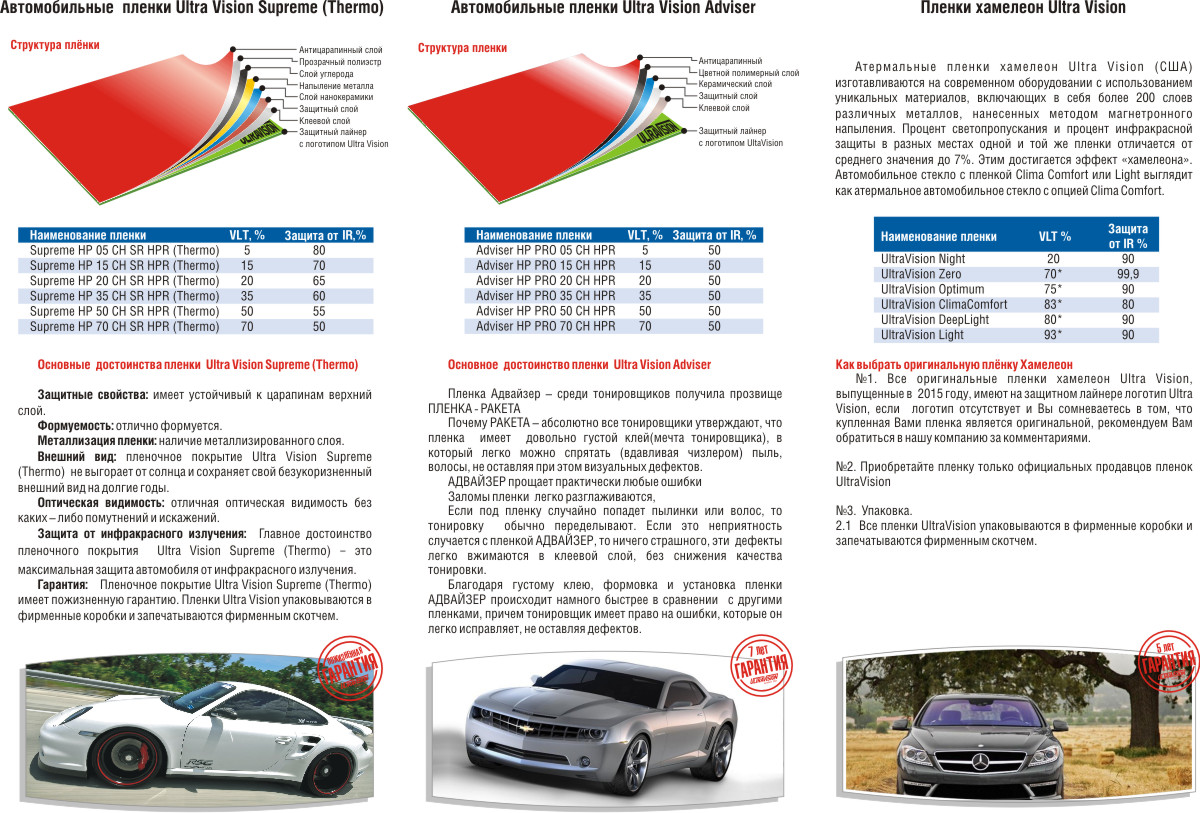 Автомобильные пленки Ultra Vision Supreme (Thermo)
Структура плёнки
Антицарапинный слой
Прозрачный полиэстр
Слой углерода
Напыление металла
Слой нанокерамики
Защитный слой
Клеевой слой
Защитный лайнер
с логотипом Ultra Vision
ULTRAVISION
Наименование пленки VLT, % Защита от IR,%
Supreme HP 05 CH SR HPR (Thermo) 5 80
Supreme HP 15 CH SR HPR (Thermo) 15 70
Supreme HP 20 CH SR HPR (Thermo) 20 65
Supreme HP 35 CH SR HPR (Thermo) 35 60
Supreme HP 50 CH SR HPR (Thermo) 50 55
Supreme HP 70 CH SR HPR (Thermo) 70 50
Основные достоинства пленки Ultra Vision Supreme (Thermo)
Защитные свойства: имеет устойчивый к царапинам верхний
слой.
Формуемость: отлично формуется.
Металлизация пленки: наличие металлизированного слоя.
Внешний вид: пленочное покрытие Ultra Vision Supreme
(Thermo) не выгорает от солнца и сохраняет свой безукоризненный
внешний вид на долгие годы.
Оптическая видимость: отличная оптическая видимость без
каких – либо помутнений и искажений.
Защита от инфракрасного излучения: Главное достоинство
пленочного покрытия Ultra Vision Supreme (Thermo) – это
максимальная защита автомобиля от инфракрасного излучения.
Гарантия: Пленочное покрытие Ultra Vision Supreme (Thermo)
имеет пожизненную гарантию. Пленки Ultra Vision упаковываются в
фирменные коробки и запечатываются фирменным скотчем.
ПОЖИЗНЕННАЯ
ГАРАНТИЯ
ULTRAVISION
Автомобильные пленки Ultra Vision Adviser
Структура пленки
Антицарапинный
Цветной полимерный слой
Керамический слой
Защитный слой
Клеевой слой
Защитный лайнер
с логотипом UltaVision
ULTRAVISION
Наименование пленки VLT, % Защита от IR, %
Adviser HP PRO 05 CH HPR 5 50
Adviser HP PRO 15 CH HPR 15 50
Adviser HP PRO 20 CH HPR 20 50
Adviser HP PRO 35 CH HPR 35 50
Adviser HP PRO 50 CH HPR 50 50
Adviser HP PRO 70 CH HPR 70 50
Основное достоинство пленки Ultra Vision Adviser
Пленка Адвайзер – среди тонировщиков получила прозвище
ПЛЕНКА - РАКЕТА
Почему РАКЕТА – абсолютно все тонировщики утверждают, что
пленка имеет довольно густой клей(мечта тонировщика), в
который легко можно спрятать (вдавливая чизлером) пыль,
волосы, не оставляя при этом визуальных дефектов.
АДВАЙЗЕР прощает практически любые ошибки
Заломы пленки легко разглаживаются,
Если под пленку случайно попадет пылинки или волос, то
тонировку обычно переделывают. Если это неприятность
случается с пленкой АДВАЙЗЕР, то ничего страшного, эти дефекты
легко вжимаются в клеевой слой, без снижения качества
тонировки.
Благодаря густому клею, формовка и установка пленки
АДВАЙЗЕР происходит намного быстрее в сравнении с другими
пленками, причем тонировщик имеет право на ошибки, которые он
легко исправляет, не оставляя дефектов.
7 лет
ГАРАНТИЯ
ULTRAVISION
Пленки хамелеон Ultra Vision
Атермальные пленки хамелеон Ultra Vision (США)
изготавливаются на современном оборудовании с использованием
уникальных материалов, включающих в себя более 200 слоев
различных металлов, нанесенных методом магнетронного
напыления. Процент светопропускания и процент инфракрасной
защиты в разных местах одной и той же пленки отличается от
среднего значения до 7%. Этим достигается эффект «хамелеона».
Автомобильное стекло с пленкой Clima Comfort или Light выглядит
как атермальное автомобильное стекло с опцией Clima Comfort.
Наименование пленки VLT % Защита
от IR %
UltraVision Night 20 90
UltraVision Zero 70* 99,9
UltraVision Optimum 75* 90
UltraVision ClimaComfort 83* 80
UltraVision DeepLight 80* 90
UltraVision Light 93* 90
Как выбрать оригинальную плёнку Хамелеон
№1. Все оригинальные пленки хамелеон Ultra Vision,
выпущенные в 2015 году, имеют на защитном лайнере логотип Ultra
Vision, если логотип отсутствует и Вы сомневаетесь в том, что
купленная Вами пленка является оригинальной, рекомендуем Вам
обратиться в нашу компанию за комментариями.
№2. Приобретайте пленку только официальных продавцов пленок
UltraVision
№3. Упаковка.
2.1 Все пленки UltraVision упаковываются в фирменные коробки и
запечатываются фирменным скотчем.
5 лет
ГАРАНТИЯ
ULTRAVISION